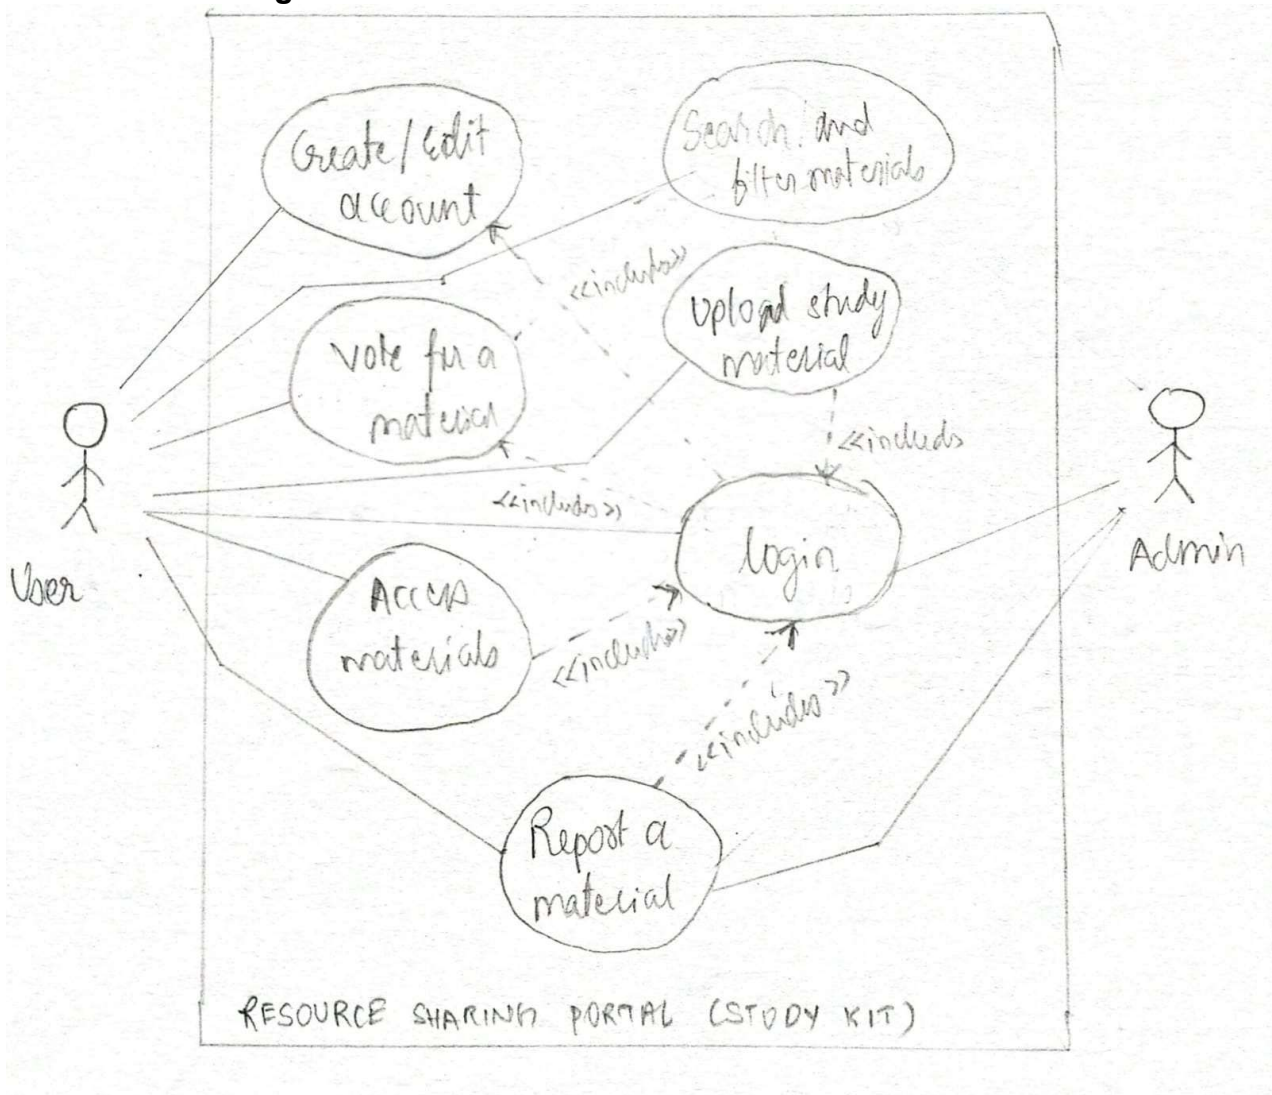 Create / Edit
account
Search and
filter materials
<<includes>>
Upload study
material
Vote for a
material
<<includes
<<includes>>
login
User
Admin
Access
materials
<<includes>>
<<includes>>
Report a
material
RESOURCE SHARING PORTAL (STUDY KIT)